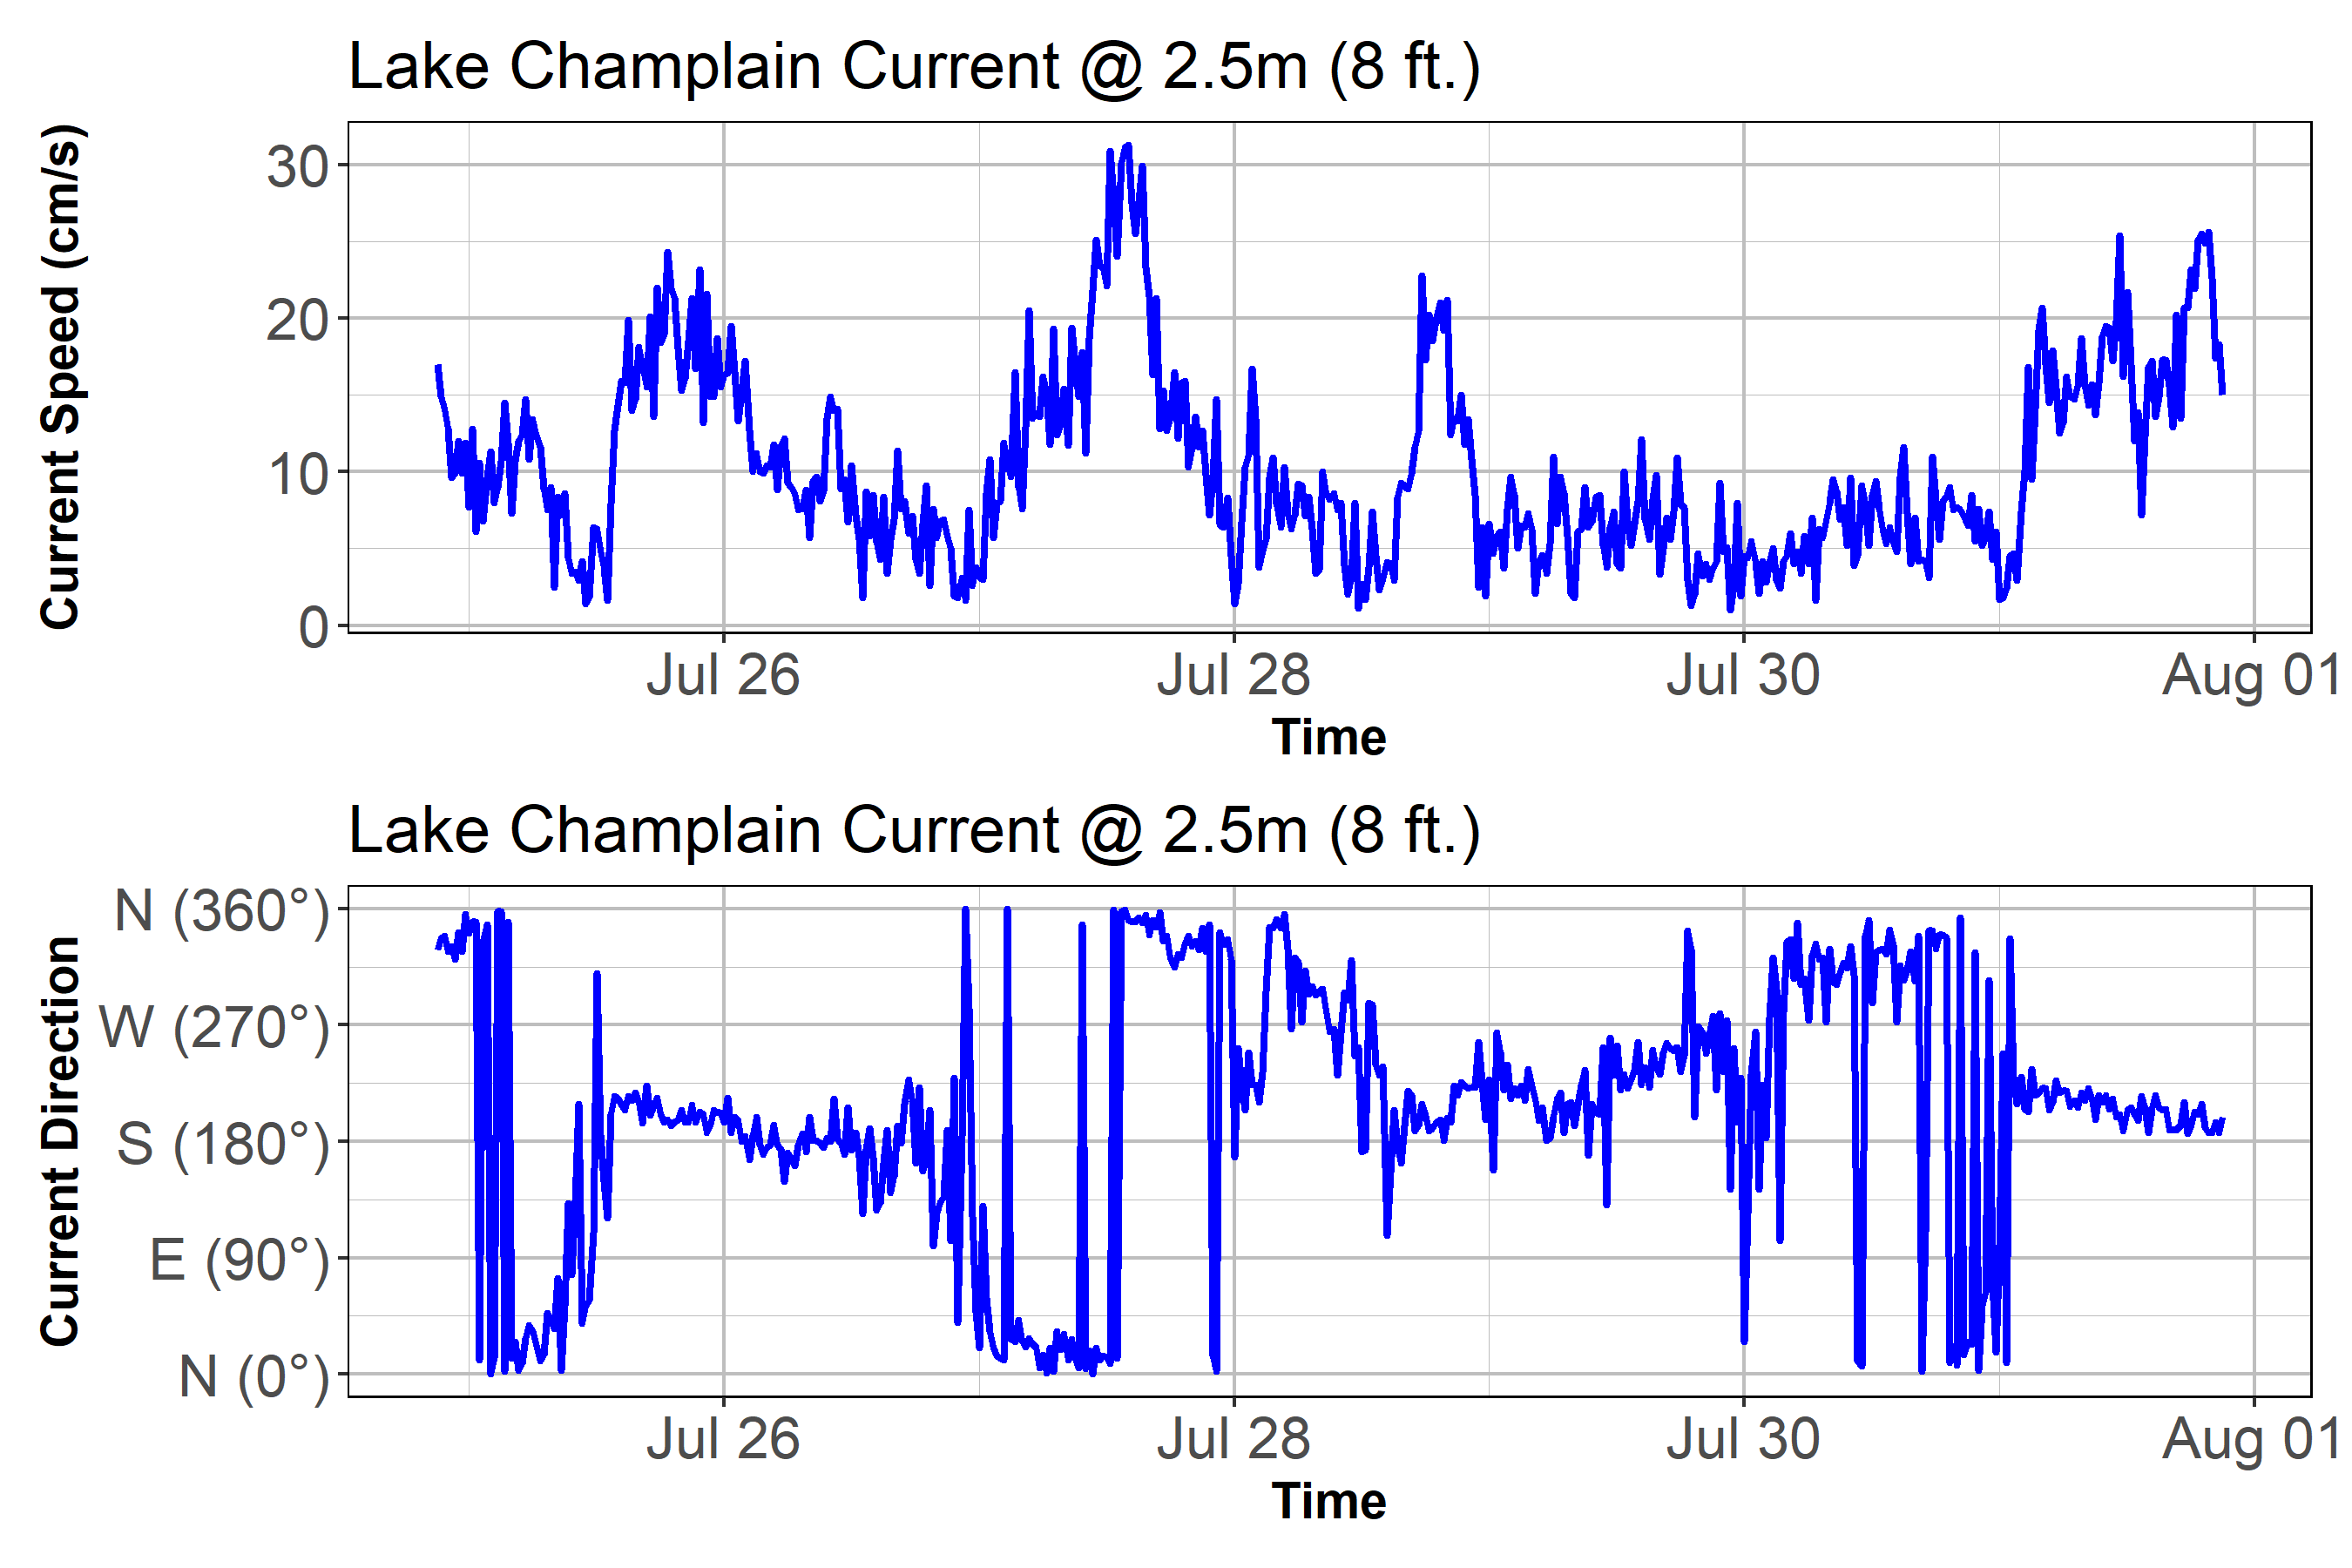 Lake Champlain Current @ 2.5m (8 ft.)
Current Speed (cm/s)
30
20
10
0
Jul 26 Jul 28 Jul 30 Aug 01
Time
Lake Champlain Current @ 2.5m (8 ft.)
Current Direction
N (360°)
W (270°)
S (180°)
E (90°)
N (0°)
Jul 26 Jul 28 Jul 30 Aug 01
Time